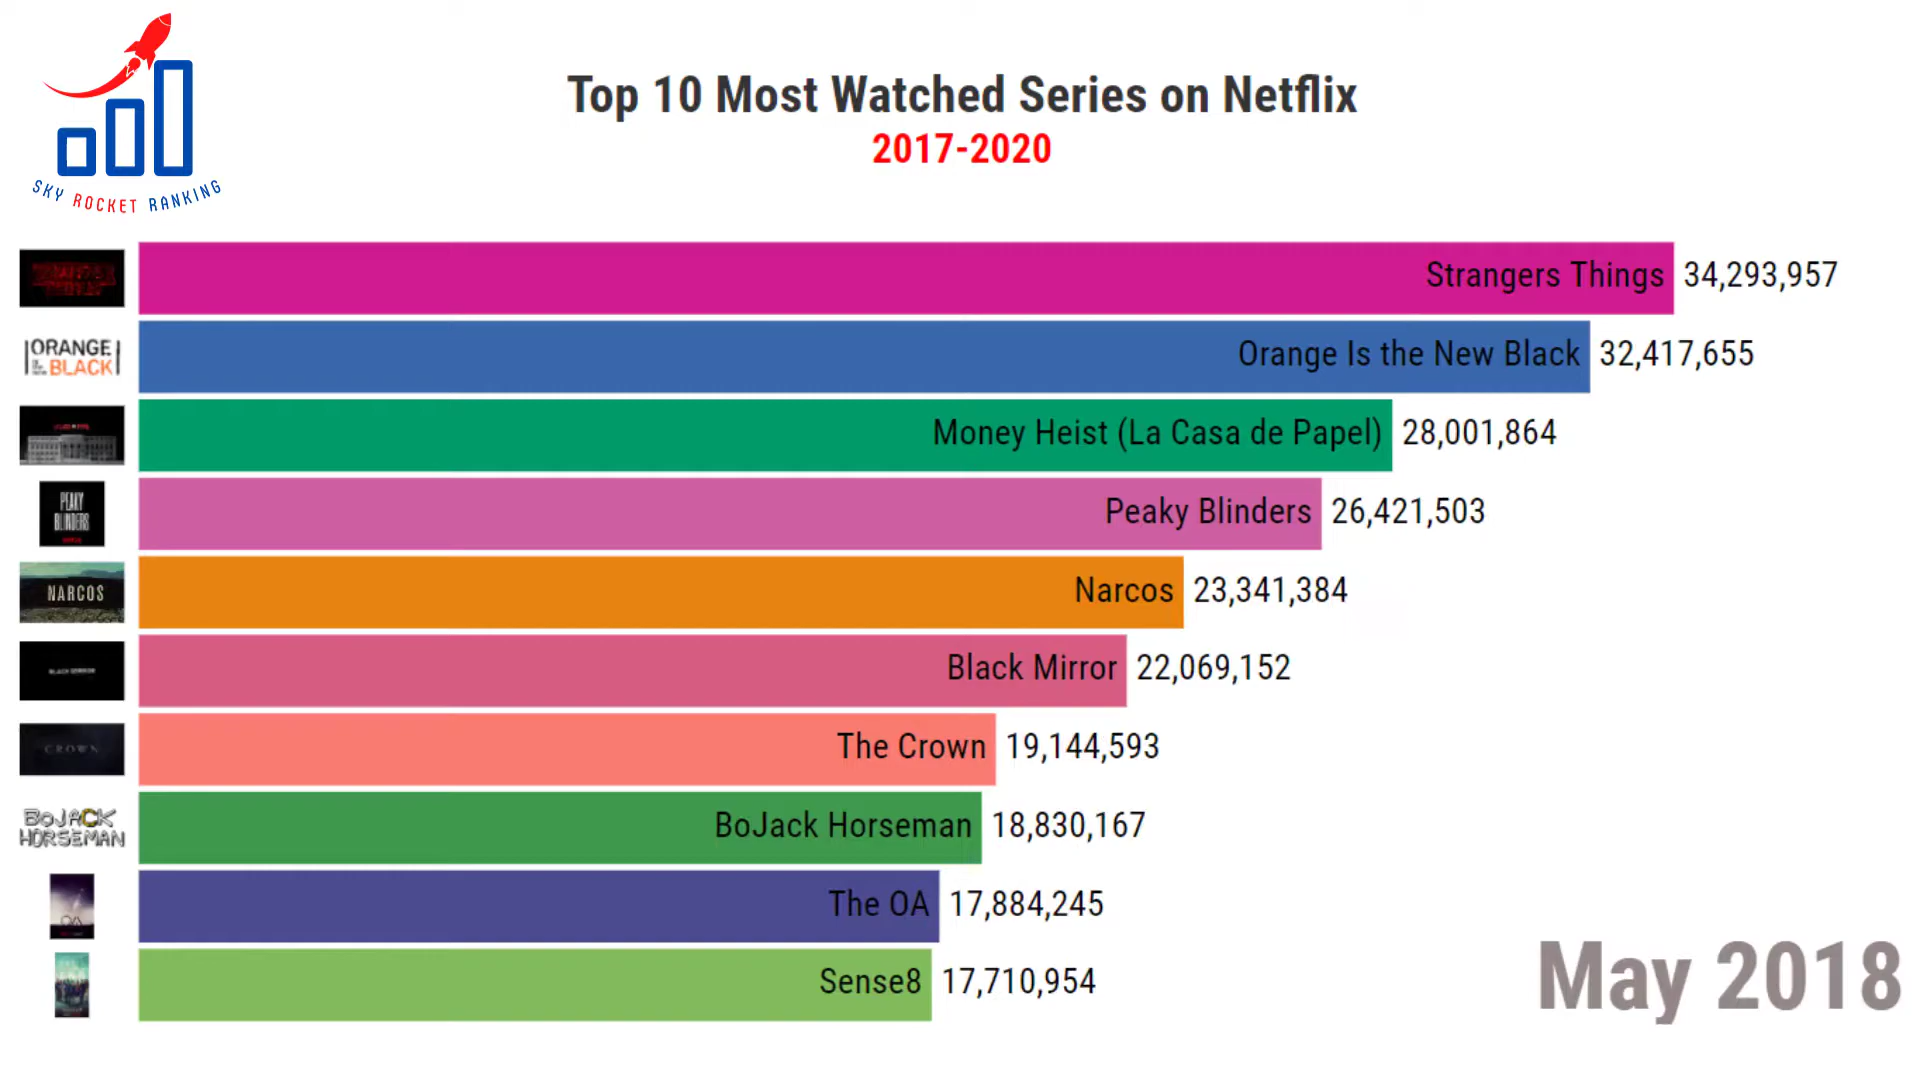 SKY ROCKET RANKING
Top 10 Most Watched Series on Netflix
2017-2020
Strangers Things 34,293,957
ORANGE
BLACK
Orange Is the New Black 32,417,655
Money Heist (La Casa de Papel) 28,001,864
PEAKY
BLINDERS
Peaky Blinders 26,421,503
NARCOS
Narcos 23,341,384
BLACK MIRROR
Black Mirror 22,069,152
CROWN
The Crown 19,144,593
BoJACK
HORSEMAN
BoJack Horseman 18,830,167
OA
The OA 17,884,245
Sense8 17,710,954
May 2018